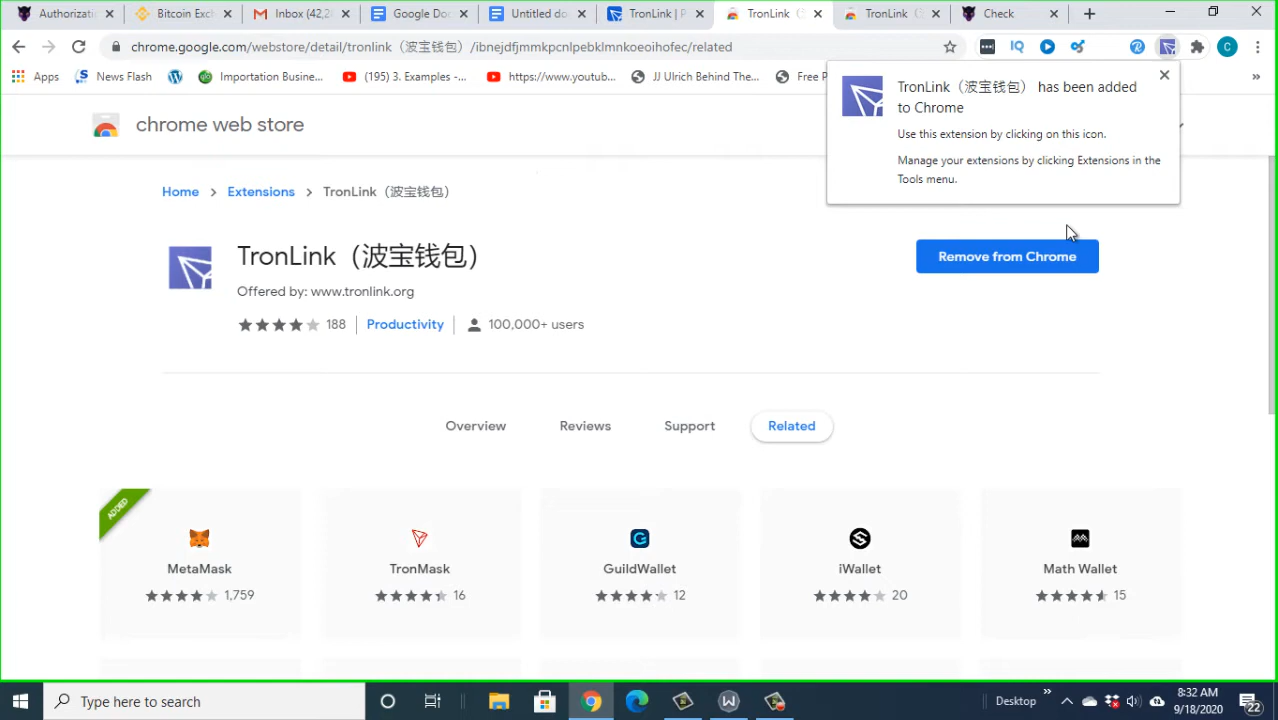 Authorizati
Bitcoin Exc
Inbox (42,2
Google Doc
Untitled do
TronLink | P
TronLink (
TronLink (
Check
chrome.google.com/webstore/detail/tronlink（波宝钱包）/ibnejdfjmmkpcnlpebklmnkoeoihofec/related
IQ
C
Apps
News Flash
Importation Busine...
(195) 3. Examples -...
https://www.youtub...
JJ Ulrich Behind The...
Free P
»
TronLink（波宝钱包） has been added
to Chrome
Use this extension by clicking on this icon.
Manage your extensions by clicking Extensions in the
Tools menu.
chrome web store
Home > Extensions > TronLink（波宝钱包）
TronLink（波宝钱包）
Remove from Chrome
Offered by: www.tronlink.org
188
Productivity
100,000+ users
Overview
Reviews
Support
Related
ADDED
MetaMask
TronMask
GuildWallet
iWallet
Math Wallet
1,759
16
12
20
15
Type here to search
Desktop
»
8:32 AM
9/18/2020
22